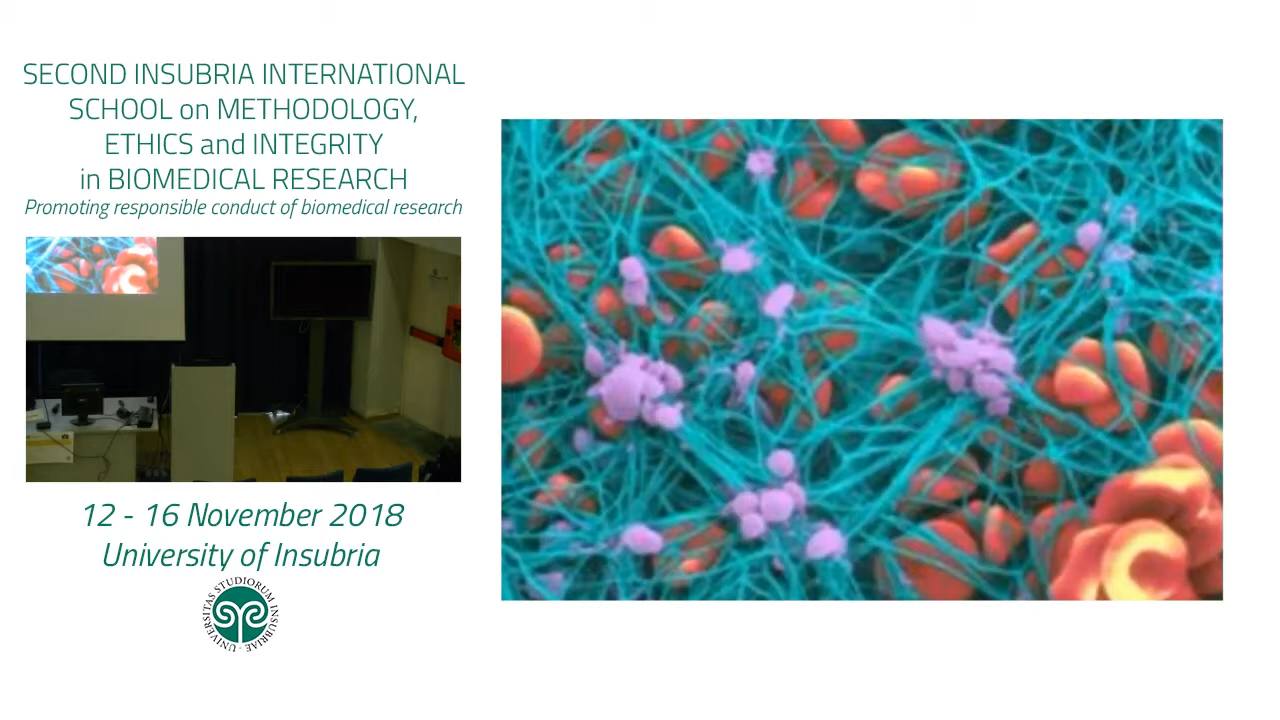 SECOND INSUBRIA INTERNATIONAL
SCHOOL on METHODOLOGY,
ETHICS and INTEGRITY
in BIOMEDICAL RESEARCH
Promoting responsible conduct of biomedical research
12 - 16 November 2018
University of Insubria
UNIVERSITAS STUDIORUM INSUBRIAE